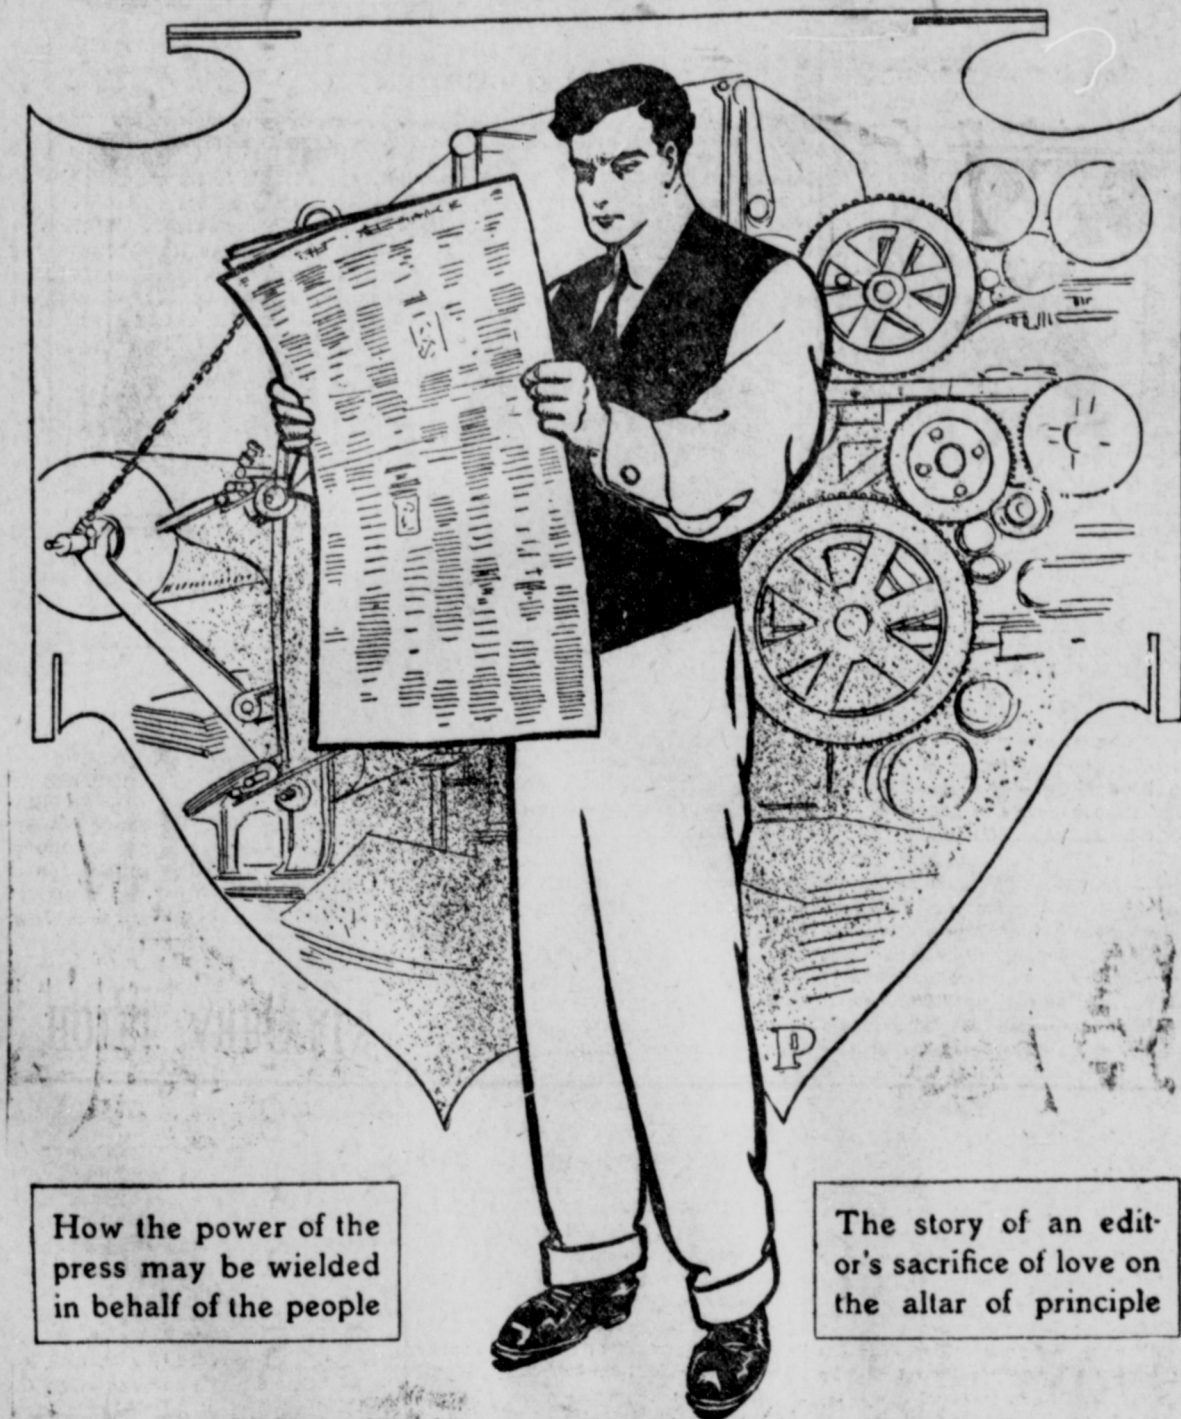 P
How the power of the
press may be wielded
in behalf of the people
The story of an edit-
or's sacrifice of love on
the altar of principle